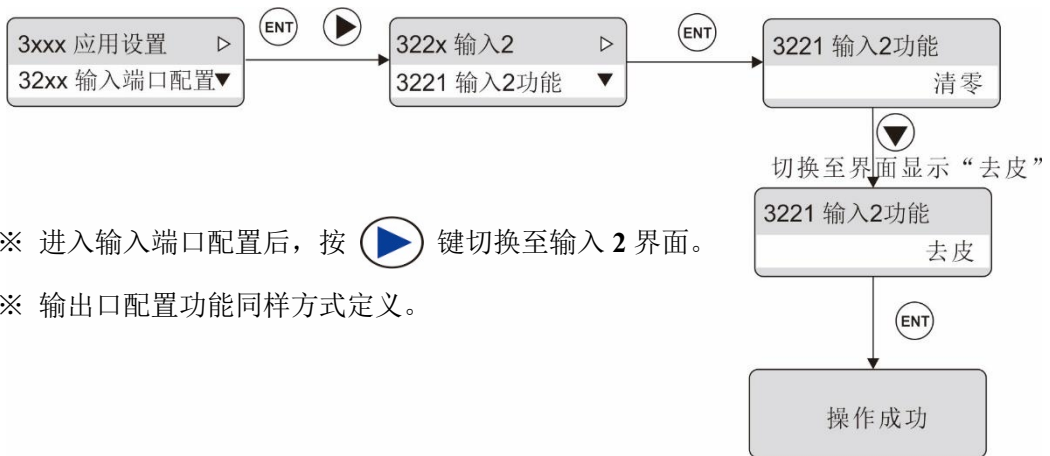 ENT
ENT
3xxx 应用设置
32xx 输入端口配置
322x 输入2
3221 输入2功能
3221 输入2功能
清零
切换至界面显示“去皮”
3221 输入2功能
去皮
※ 进入输入端口配置后，按 键切换至输入 2 界面。
※ 输出口配置功能同样方式定义。
ENT
操作成功